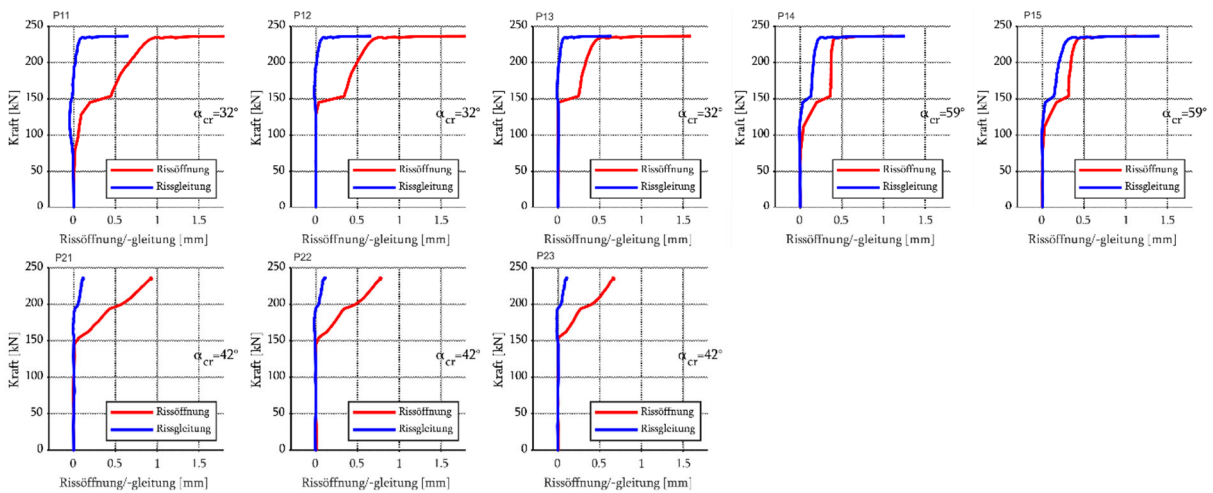 P11
250
200
150
100
50
0
Kraft [kN]
α_cr=32°
Rissöffnung
Rissgleitung
0 0.5 1 1.5
Rissöffnung/-gleitung [mm]
P12
250
200
150
100
50
0
Kraft [kN]
α_cr=32°
Rissöffnung
Rissgleitung
0 0.5 1 1.5
Rissöffnung/-gleitung [mm]
P13
250
200
150
100
50
0
Kraft [kN]
α_cr=32°
Rissöffnung
Rissgleitung
0 0.5 1 1.5
Rissöffnung/-gleitung [mm]
P14
250
200
150
100
50
0
Kraft [kN]
α_cr=59°
Rissöffnung
Rissgleitung
0 0.5 1 1.5
Rissöffnung/-gleitung [mm]
P15
250
200
150
100
50
0
Kraft [kN]
α_cr=59°
Rissöffnung
Rissgleitung
0 0.5 1 1.5
Rissöffnung/-gleitung [mm]
P21
250
200
150
100
50
0
Kraft [kN]
α_cr=42°
Rissöffnung
Rissgleitung
0 0.5 1 1.5
Rissöffnung/-gleitung [mm]
P22
250
200
150
100
50
0
Kraft [kN]
α_cr=42°
Rissöffnung
Rissgleitung
0 0.5 1 1.5
Rissöffnung/-gleitung [mm]
P23
250
200
150
100
50
0
Kraft [kN]
α_cr=42°
Rissöffnung
Rissgleitung
0 0.5 1 1.5
Rissöffnung/-gleitung [mm]